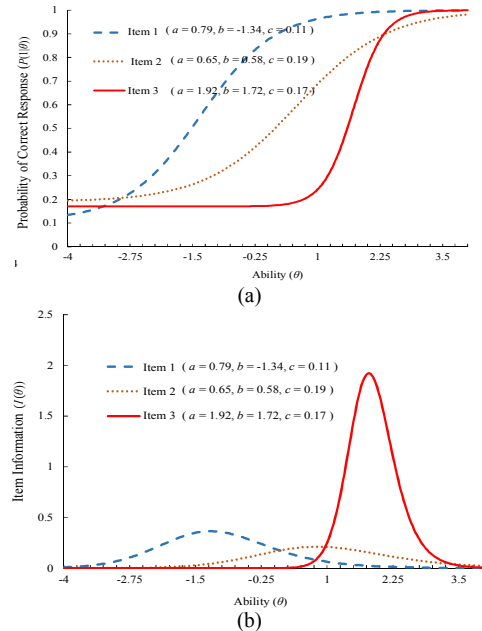 1
0.9
0.8
0.7
0.6
0.5
0.4
0.3
0.2
0.1
0
Probability of Correct Response (P(1|θ))
Item 1 ( a = 0.79, b = -1.34, c = 0.11 )
Item 2 ( a = 0.65, b = 0.58, c = 0.19 )
Item 3 ( a = 1.92, b = 1.72, c = 0.17 )
-4 -2.75 -1.5 -0.25 1 2.25 3.5
Ability (θ)
(a)
2.5
2
1.5
1
0.5
0
Item Information (I(θ))
Item 1 ( a = 0.79, b = -1.34, c = 0.11 )
Item 2 ( a = 0.65, b = 0.58, c = 0.19 )
Item 3 ( a = 1.92, b = 1.72, c = 0.17 )
-4 -2.75 -1.5 -0.25 1 2.25 3.5
Ability (θ)
(b)